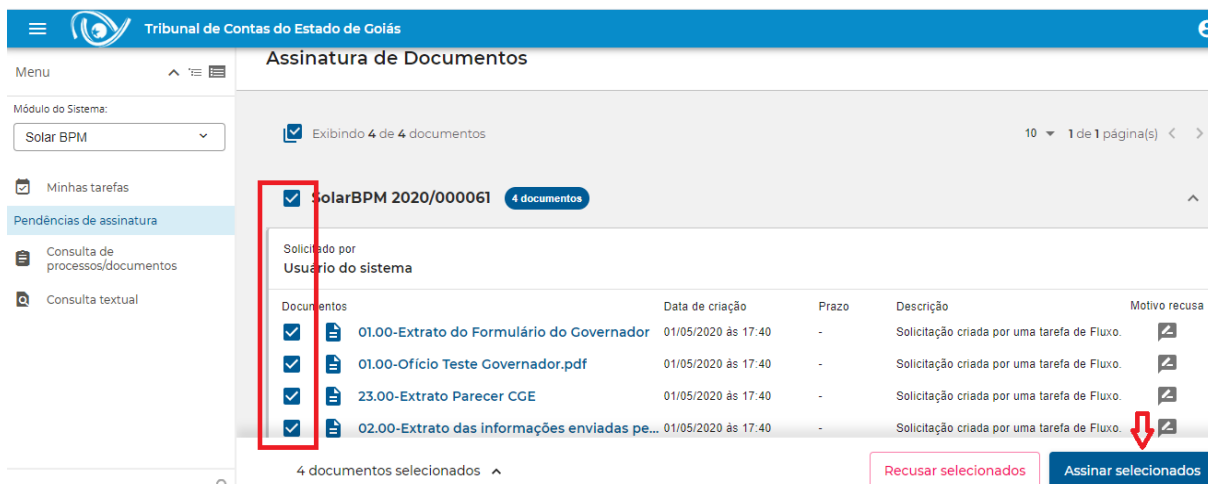 Tribunal de Contas do Estado de Goiás
Menu
Assinatura de Documentos
Módulo do Sistema:
Solar BPM
Exibindo 4 de 4 documentos
10
1 de 1 página(s)
Minhas tarefas
Pendências de assinatura
Consulta de
processos/documentos
Consulta textual
SolarBPM 2020/000061
4 documentos
Solicitado por
Usuário do sistema
Documentos Data de criação Prazo Descrição Motivo recusa
01.00-Extrato do Formulário do Governador 01/05/2020 ás 17:40 - Solicitação criada por uma tarefa de Fluxo.
01.00-Ofício Teste Governador.pdf 01/05/2020 ás 17:40 - Solicitação criada por uma tarefa de Fluxo.
23.00-Extrato Parecer CGE 01/05/2020 ás 17:40 - Solicitação criada por uma tarefa de Fluxo.
02.00-Extrato das informações enviadas pe... 01/05/2020 ás 17:40 - Solicitação criada por uma tarefa de Fluxo.
4 documentos selecionados
Recusar selecionados
Assinar selecionados